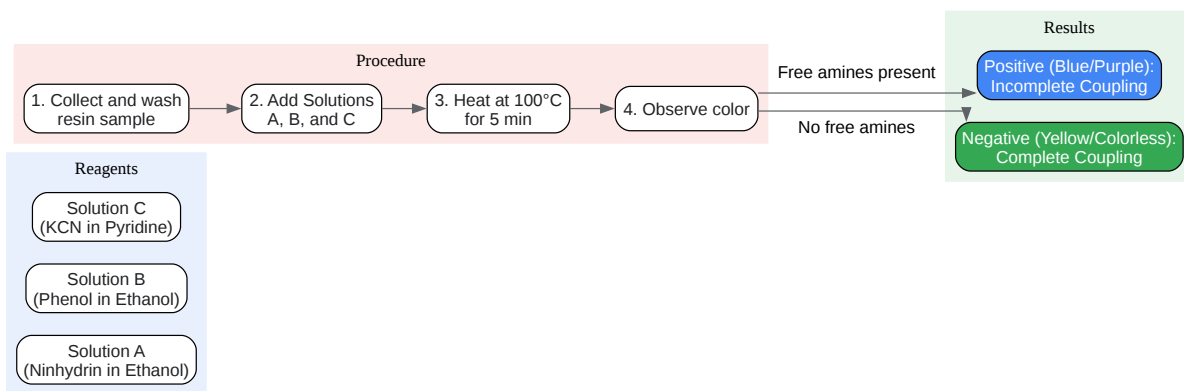 Results
Procedure
Positive (Blue/Purple):
Incomplete Coupling
Free amines present
1. Collect and wash
resin sample
2. Add Solutions
A, B, and C
3. Heat at 100°C
for 5 min
4. Observe color
No free amines
Negative (Yellow/Colorless):
Complete Coupling
Reagents
Solution C
(KCN in Pyridine)
Solution B
(Phenol in Ethanol)
Solution A
(Ninhydrin in Ethanol)